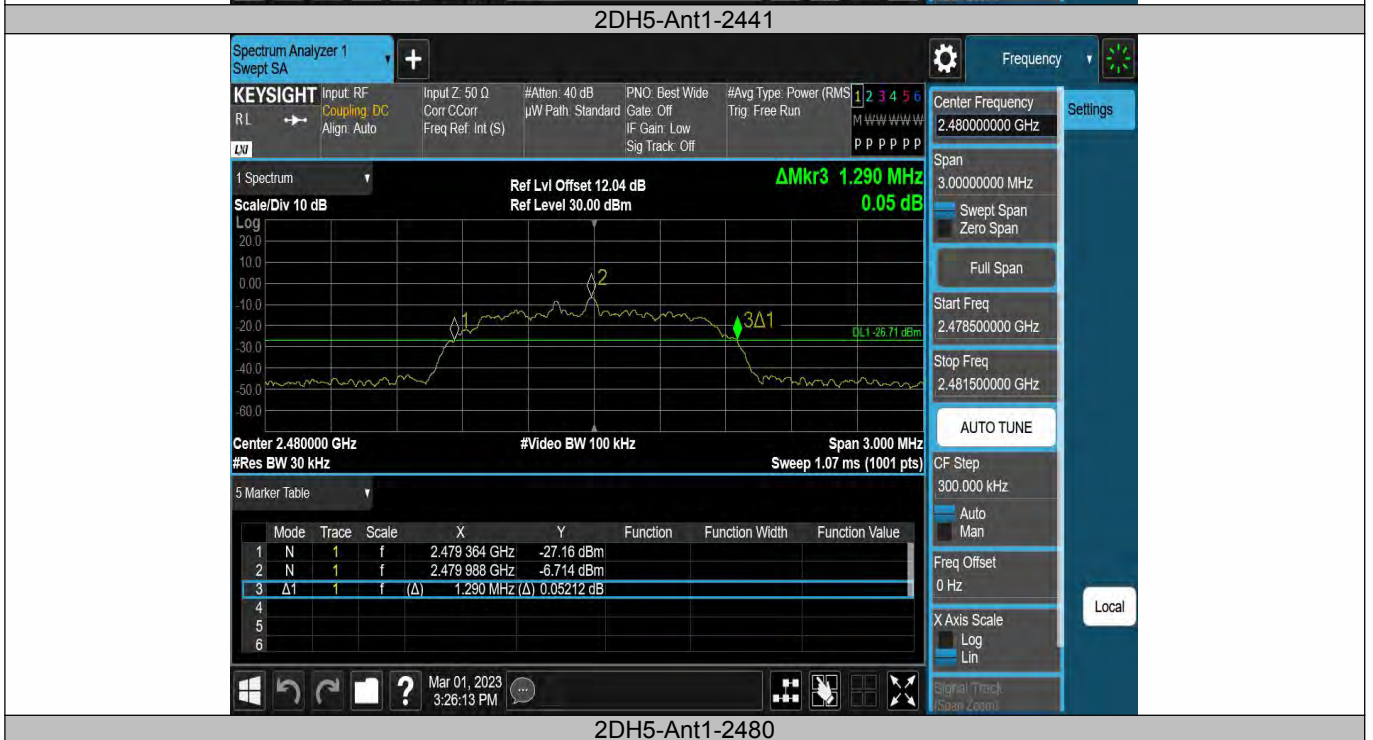 2DH5-Ant1-2441
Spectrum Analyzer 1
Swept SA
Frequency
KEYSIGHT
RL
LXI
Input: RF
Coupling: DC
Align: Auto
Input Z: 50 Ω
Corr CCorr
Freq Ref: Int (S)
#Atten: 40 dB
µW Path: Standard
PNO: Best Wide
Gate: Off
IF Gain: Low
Sig Track: Off
#Avg Type: Power (RMS
Trig: Free Run
1 2 3 4 5 6
M W W W W W
P P P P P P
1 Spectrum
Scale/Div 10 dB
Ref Lvl Offset 12.04 dB
Ref Level 30.00 dBm
ΔMkr3 1.290 MHz
0.05 dB
Log
20.0
10.0
0.00
-10.0
-20.0
-30.0
-40.0
-50.0
-60.0
1
2
3Δ1
DL1 -26.71 dBm
Center 2.480000 GHz
#Res BW 30 kHz
#Video BW 100 kHz
Span 3.000 MHz
Sweep 1.07 ms (1001 pts)
5 Marker Table
Mode Trace Scale X Y Function Function Width Function Value
1 N 1 f 2.479 364 GHz -27.16 dBm
2 N 1 f 2.479 988 GHz -6.714 dBm
3 Δ1 1 f (Δ) 1.290 MHz (Δ) 0.05212 dB
4
5
6
Mar 01, 2023
3:26:13 PM
Center Frequency
2.480000000 GHz
Settings
Span
3.00000000 MHz
Swept Span
Zero Span
Full Span
Start Freq
2.478500000 GHz
Stop Freq
2.481500000 GHz
AUTO TUNE
CF Step
300.000 kHz
Auto
Man
Freq Offset
0 Hz
X Axis Scale
Log
Lin
Local
Signal Track
(Span Zoom)
2DH5-Ant1-2480